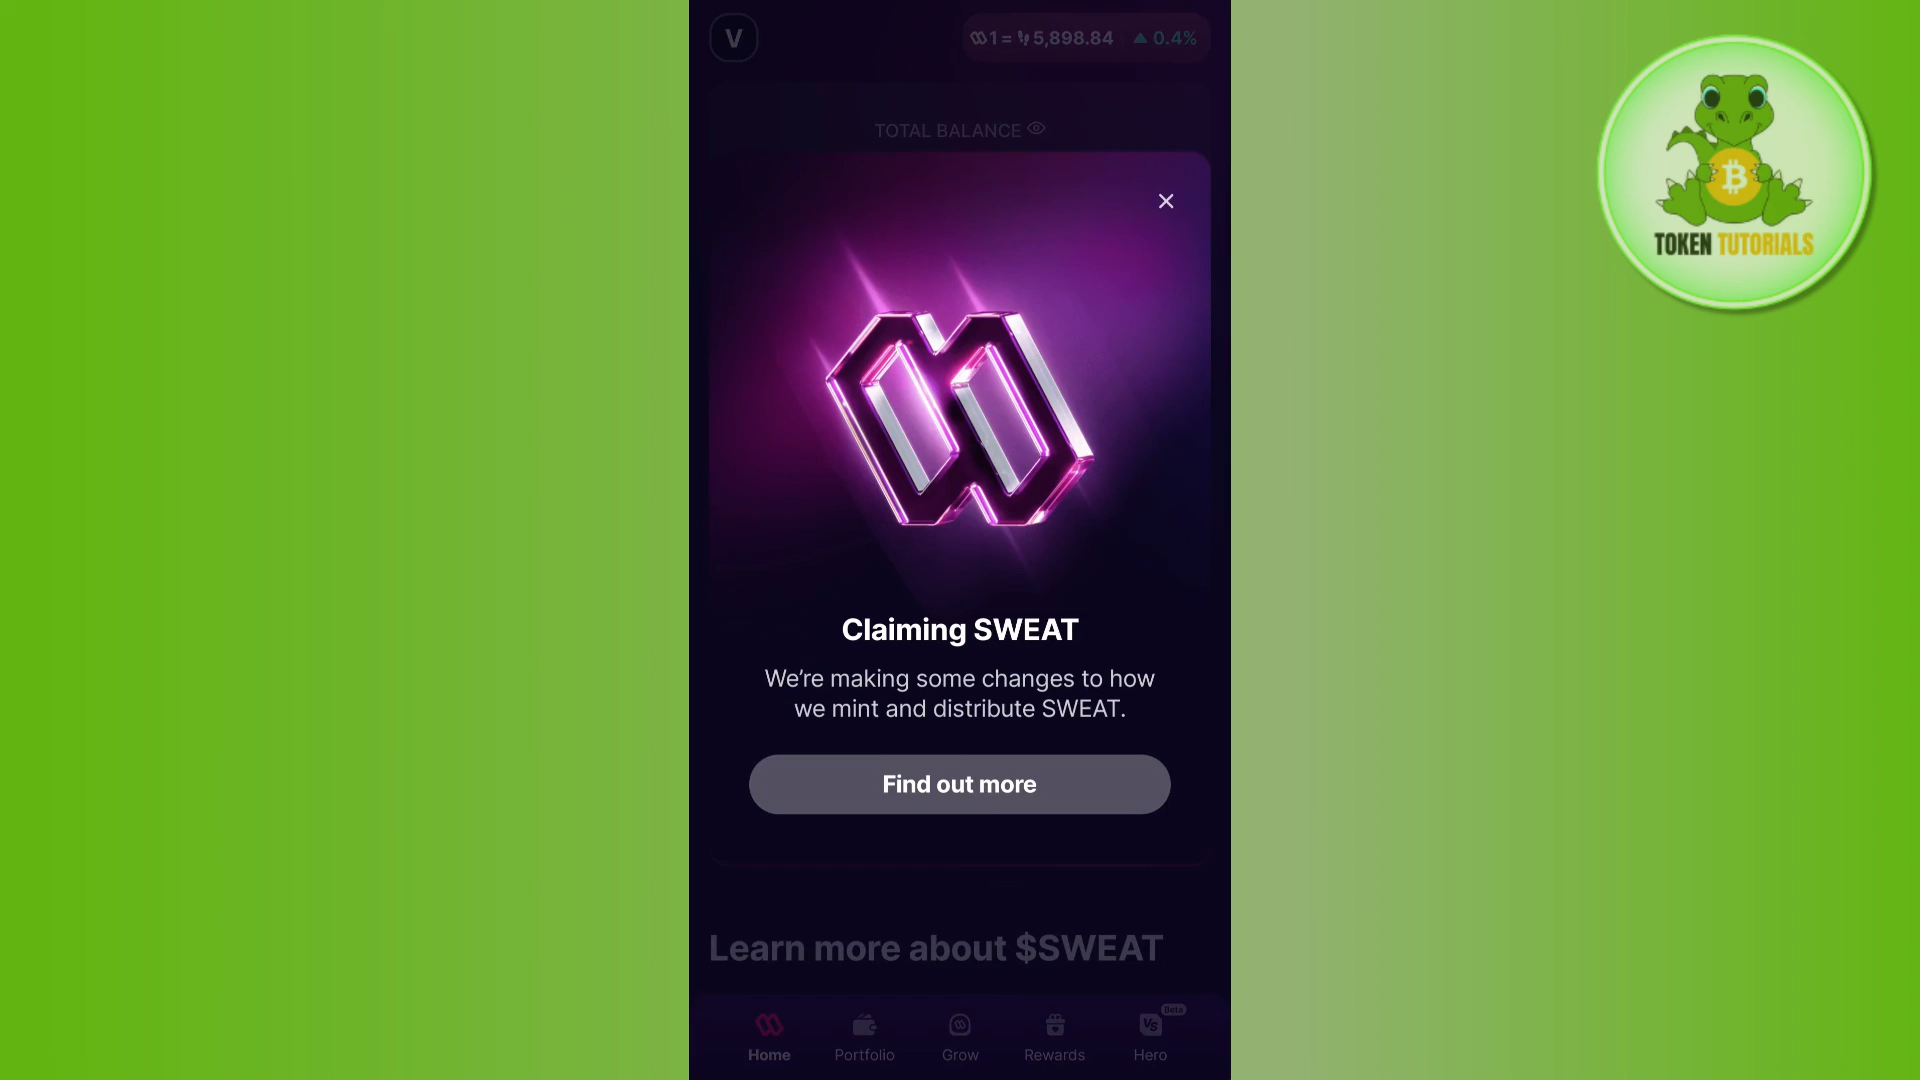 V
1 = 5,898.84 ▲ 0.4%
TOTAL BALANCE
Claiming SWEAT
We're making some changes to how
we mint and distribute SWEAT.
Find out more
Learn more about $SWEAT
Home
Portfolio
Grow
Rewards
VS
Beta
Hero
TOKEN TUTORIALS